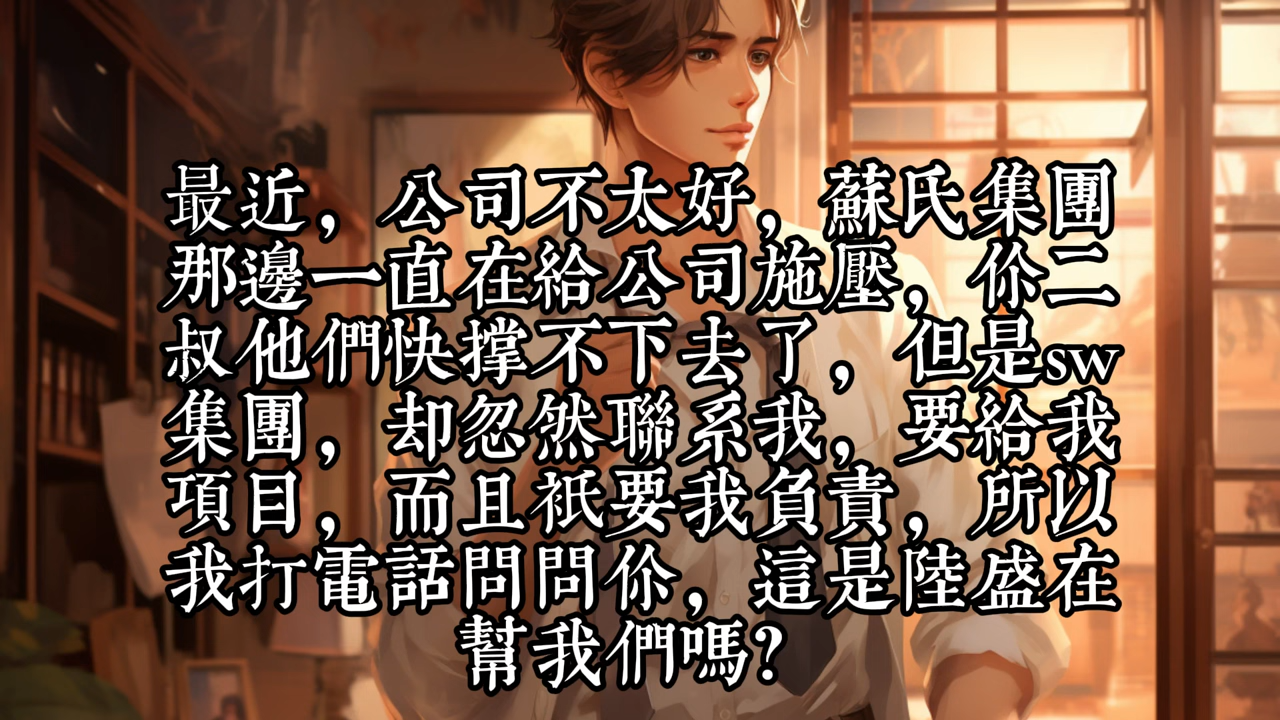 最近，公司不太好，蘇氏集團
那邊一直在給公司施壓，你二
叔他們快撐不下去了，但是sw
集團，却忽然聯系我，要給我
項目，而且衹要我負責，所以
我打電話問問你，這是陸盛在
幫我們嗎？